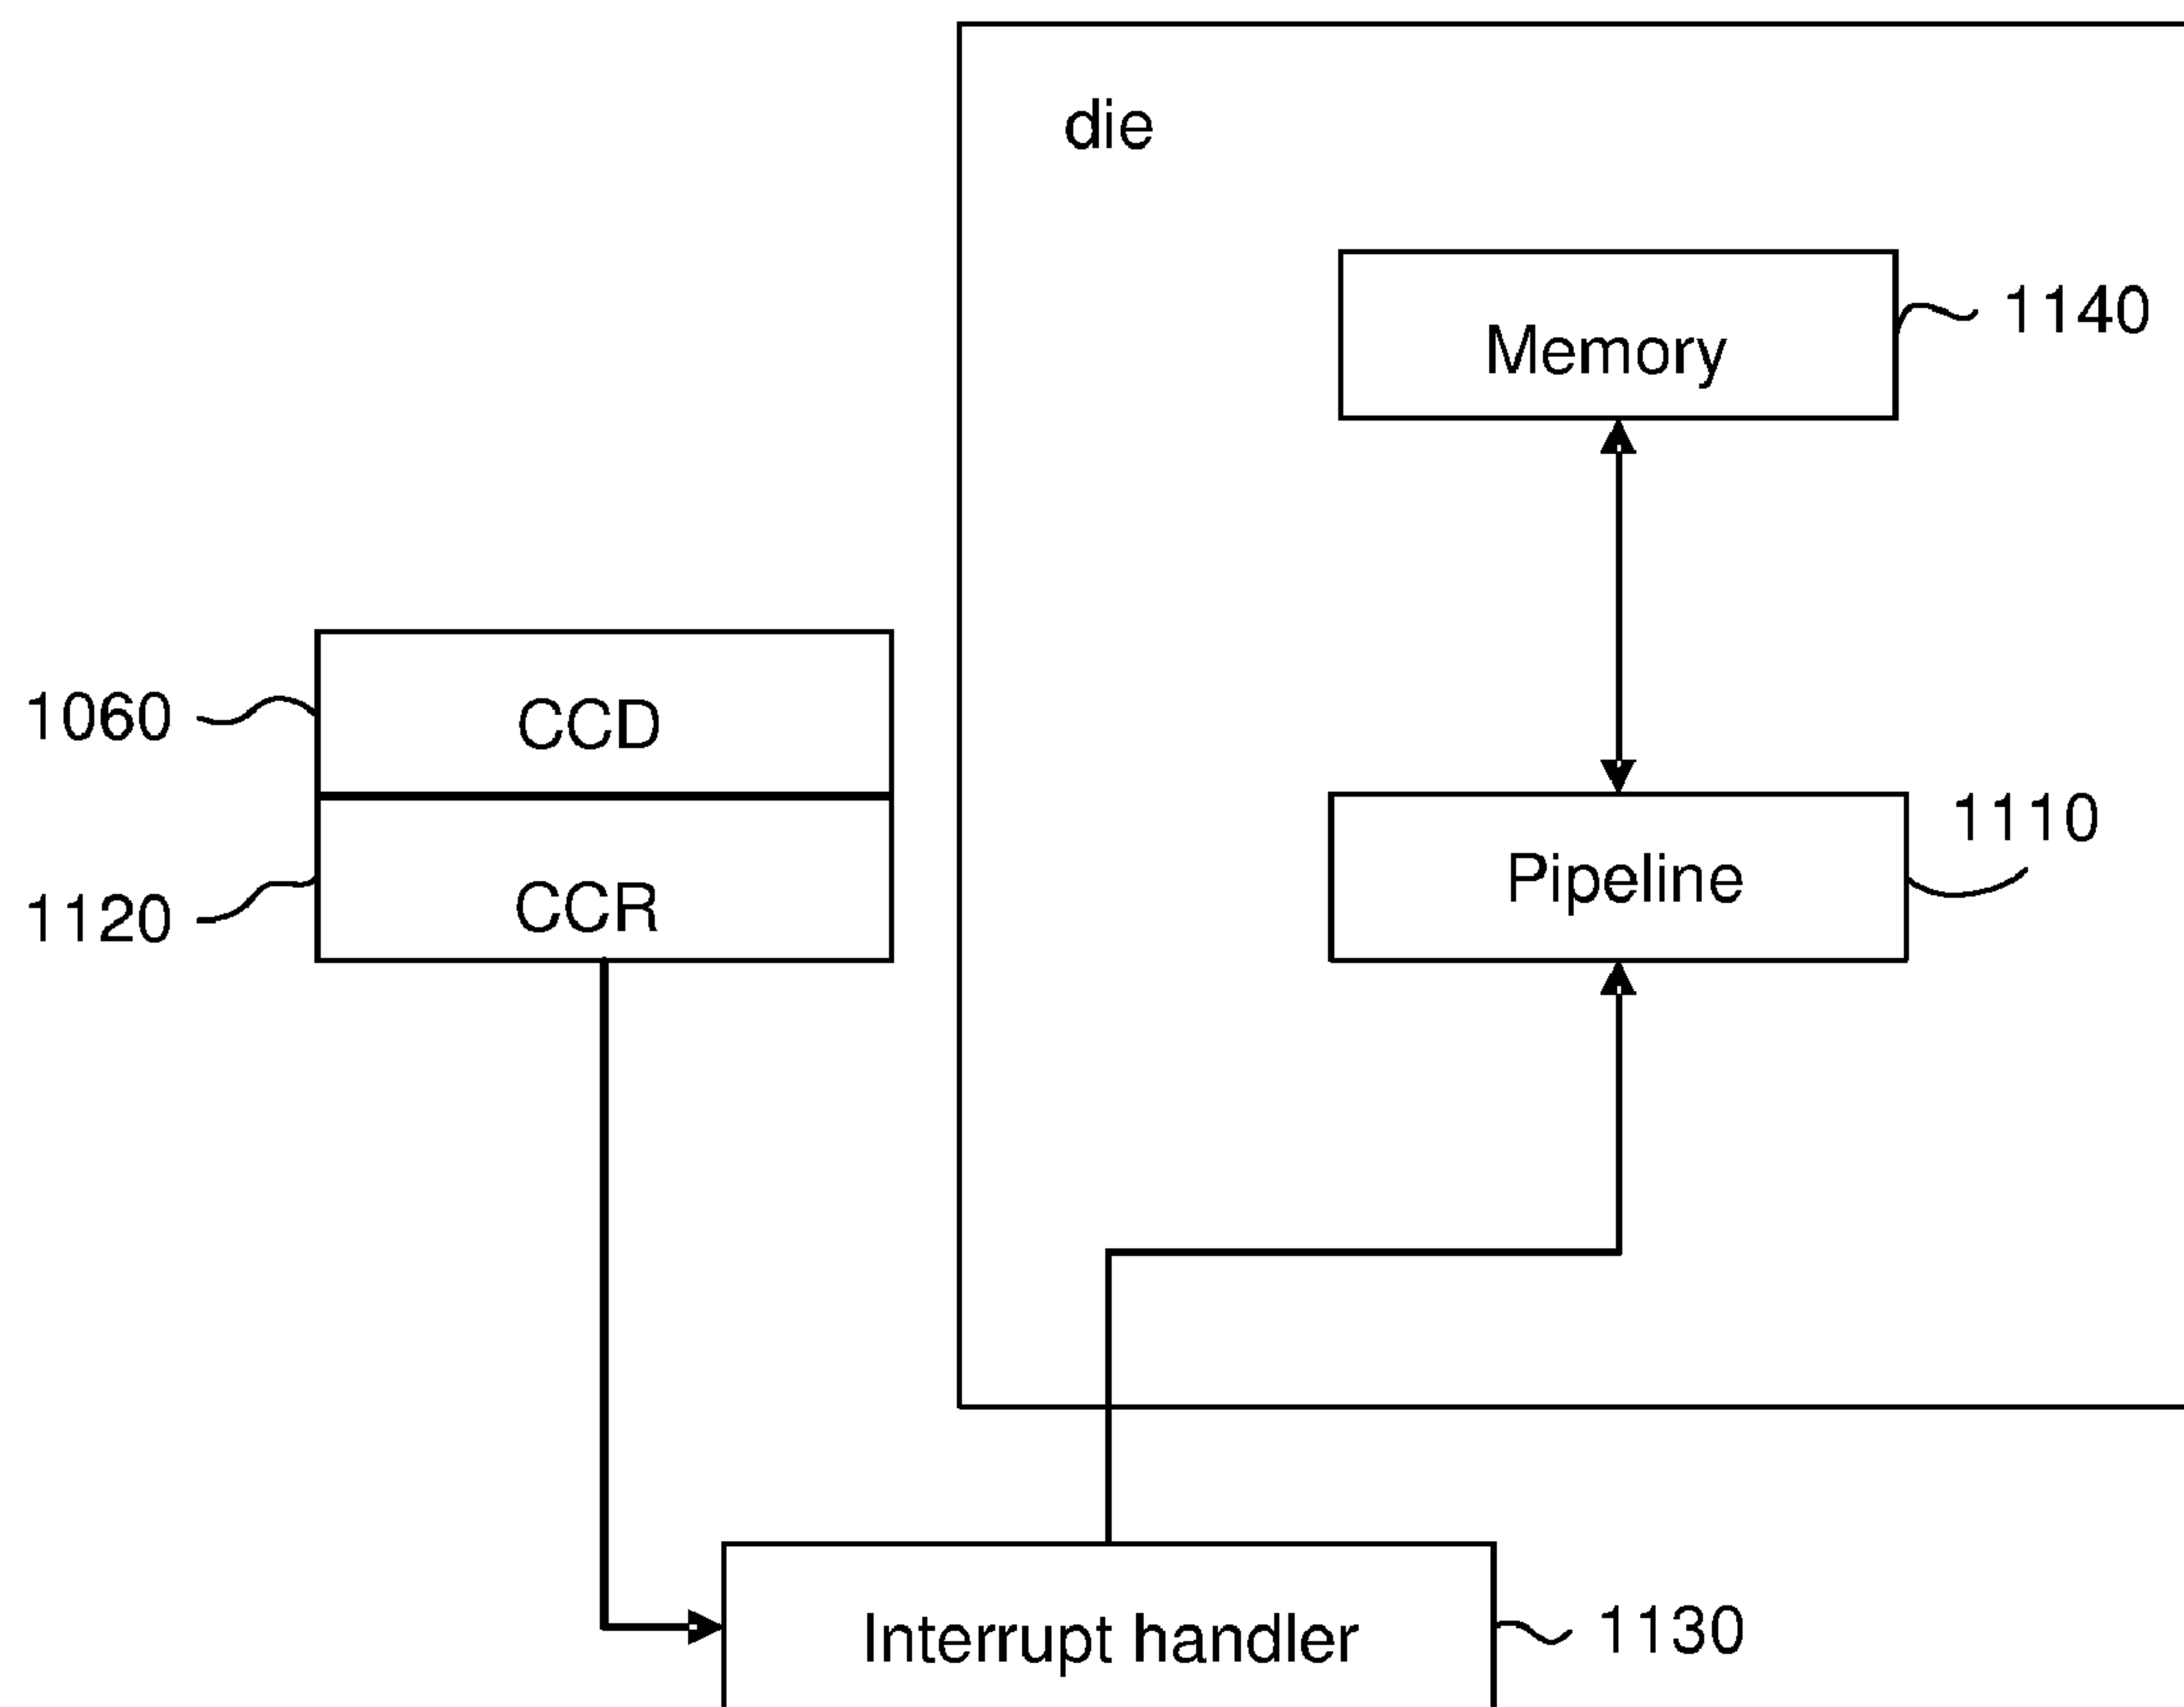 die
Memory
1140
1060
CCD
Pipeline
1110
1120
CCR
Interrupt handler
1130